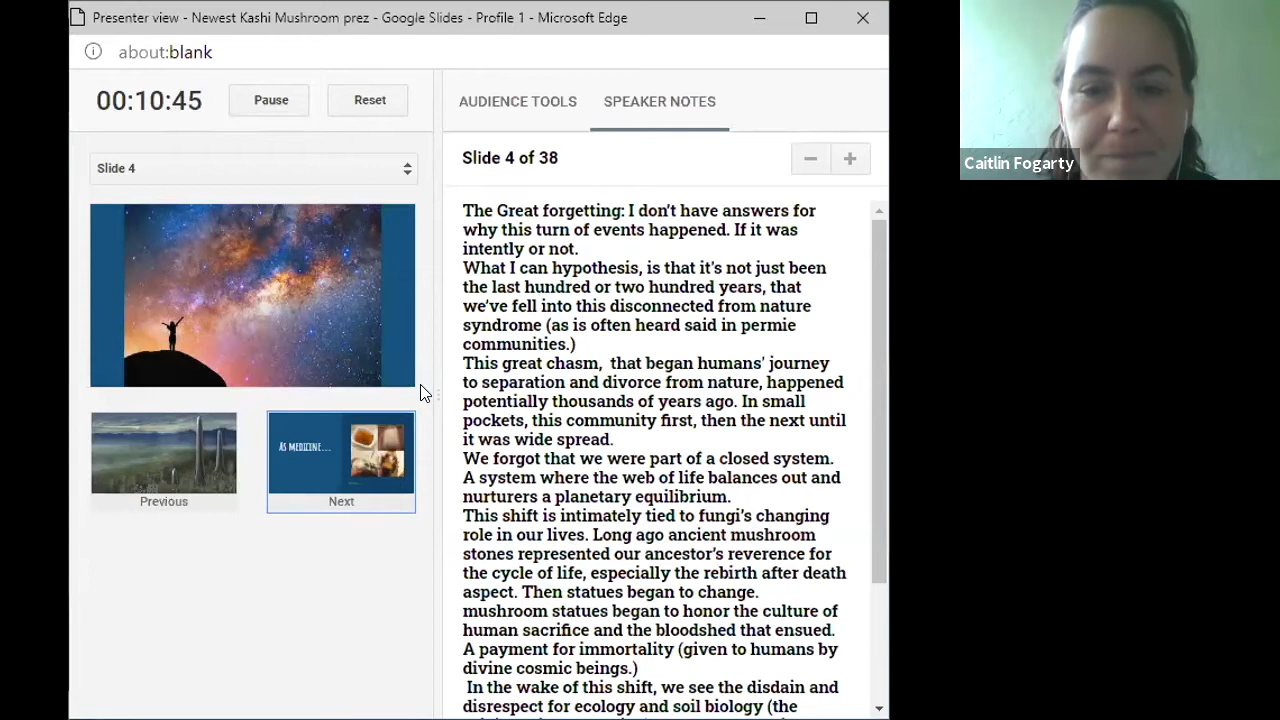 Presenter view - Newest Kashi Mushroom prez - Google Slides - Profile 1 - Microsoft Edge
about:blank
00:10:45
Pause
Reset
Slide 4
AS MEDICINE...
Previous
Next
AUDIENCE TOOLS
SPEAKER NOTES
Slide 4 of 38
The Great forgetting: I don't have answers for
why this turn of events happened. If it was
intently or not.
What I can hypothesis, is that it's not just been
the last hundred or two hundred years, that
we've fell into this disconnected from nature
syndrome (as is often heard said in permie
communities.)
This great chasm,  that began humans' journey
to separation and divorce from nature, happened
potentially thousands of years ago. In small
pockets, this community first, then the next until
it was wide spread.
We forgot that we were part of a closed system.
A system where the web of life balances out and
nurturers a planetary equilibrium.
This shift is intimately tied to fungi's changing
role in our lives. Long ago ancient mushroom
stones represented our ancestor's reverence for
the cycle of life, especially the rebirth after death
aspect. Then statues began to change.
mushroom statues began to honor the culture of
human sacrifice and the bloodshed that ensued.
A payment for immortality (given to humans by
divine cosmic beings.)
In the wake of this shift, we see the disdain and
disrespect for ecology and soil biology (the
Caitlin Fogarty